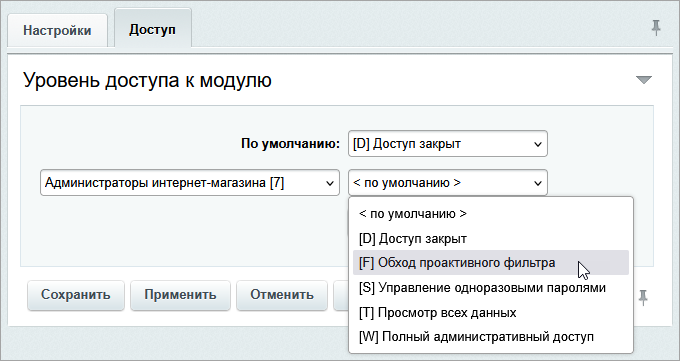 Настройки
Доступ
Уровень доступа к модулю
По умолчанию:
[D] Доступ закрыт
Администраторы интернет-магазина [7]
< по умолчанию >
< по умолчанию >
[D] Доступ закрыт
[F] Обход проактивного фильтра
[S] Управление одноразовыми паролями
[T] Просмотр всех данных
[W] Полный административный доступ
Сохранить
Применить
Отменить